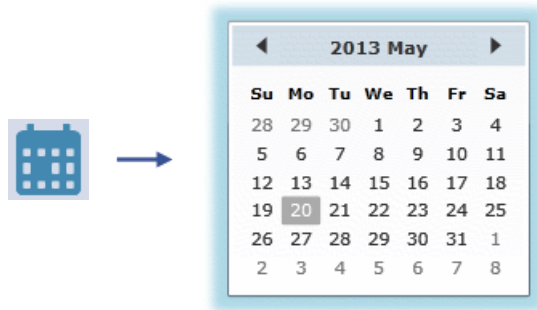 2013 May
Su Mo Tu We Th Fr Sa
28 29 30 1 2 3 4
5 6 7 8 9 10 11
12 13 14 15 16 17 18
19 20 21 22 23 24 25
26 27 28 29 30 31 1
2 3 4 5 6 7 8